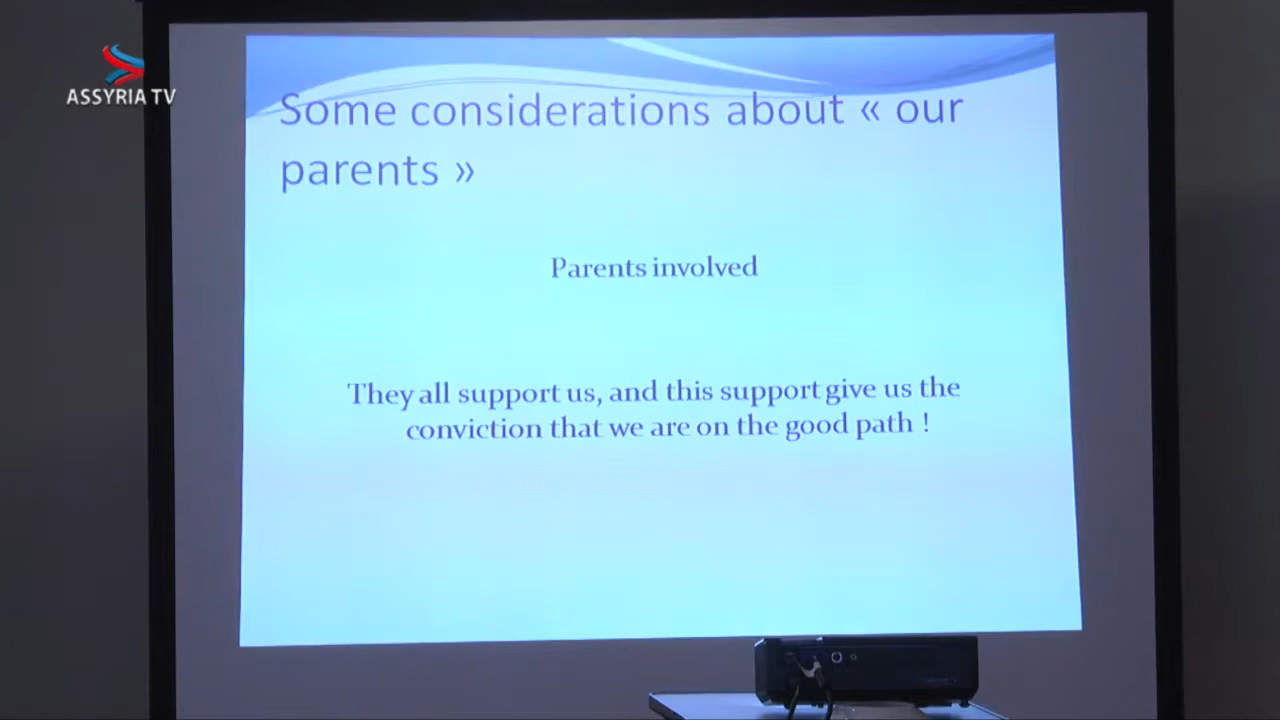 ASSYRIA TV
Some considerations about « our
parents »
Parents involved
They all support us, and this support give us the
conviction that we are on the good path !